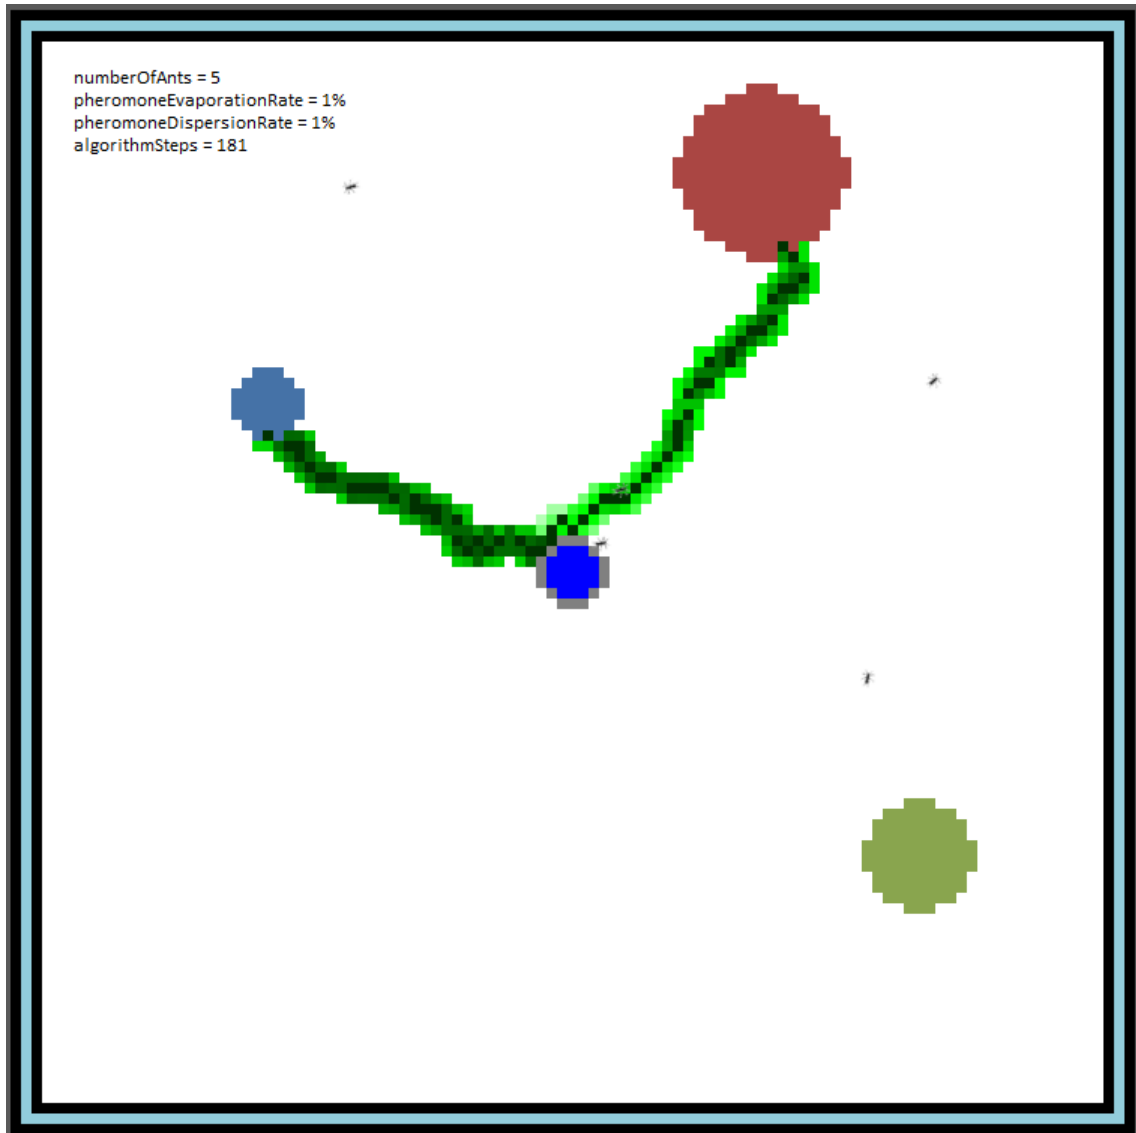 numberOfAnts = 5
pheromoneEvaporationRate = 1%
pheromoneDispersionRate = 1%
algorithmSteps = 181